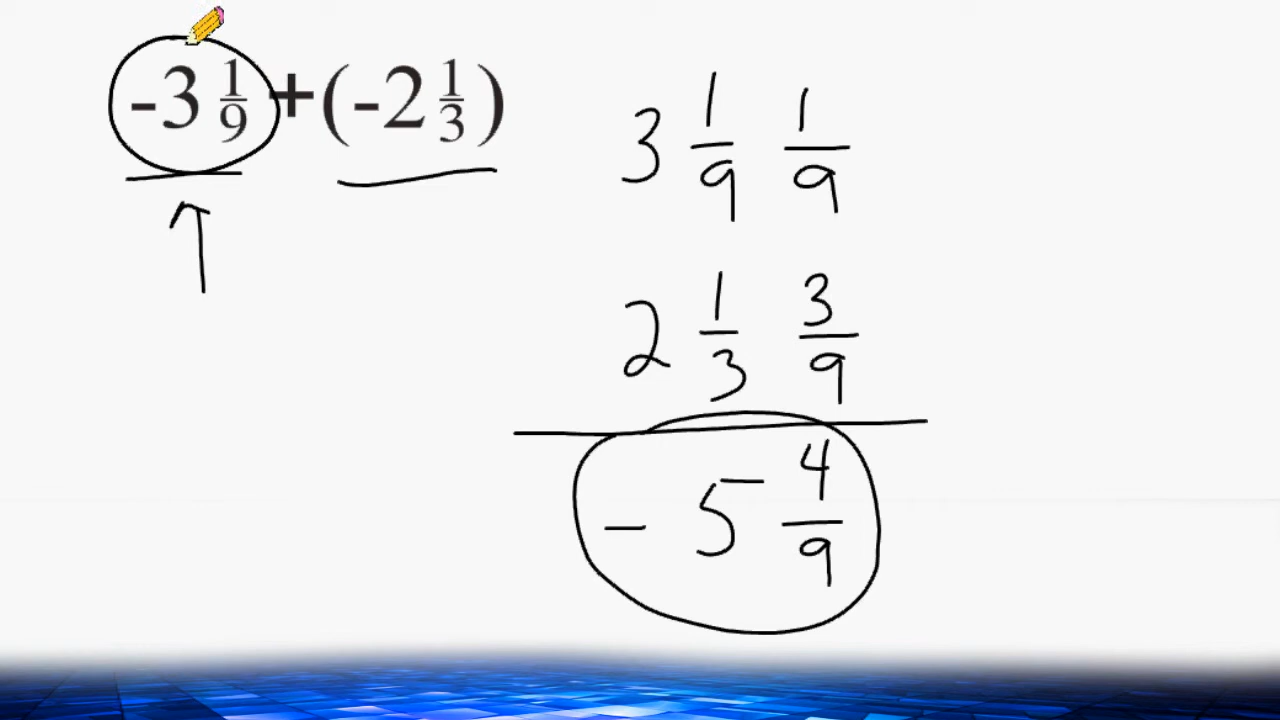 -3 1/9 + (-2 1/3)
3 1/9 1/9
2 1/3 3/9
- 5 4/9